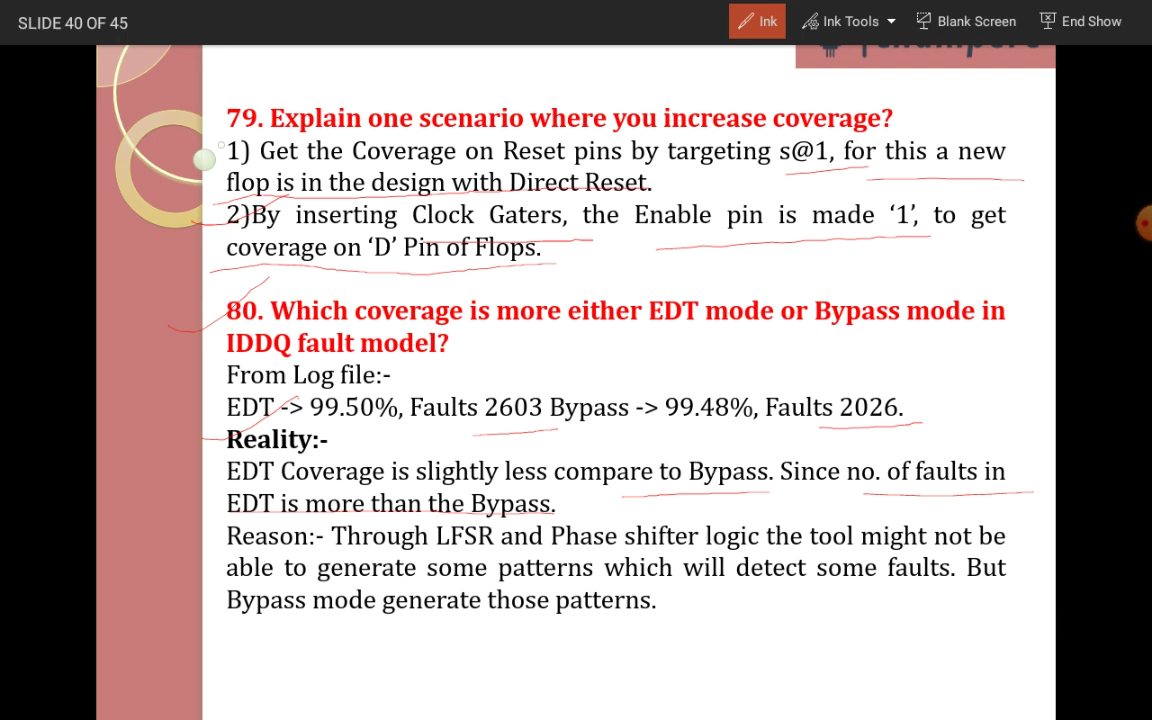 SLIDE 40 OF 45
Ink
Ink Tools
Blank Screen
End Show
79. Explain one scenario where you increase coverage?
1) Get the Coverage on Reset pins by targeting s@1, for this a new
flop is in the design with Direct Reset.
2)By inserting Clock Gaters, the Enable pin is made ‘1’, to get
coverage on ‘D’ Pin of Flops.
80. Which coverage is more either EDT mode or Bypass mode in
IDDQ fault model?
From Log file:-
EDT -> 99.50%, Faults 2603 Bypass -> 99.48%, Faults 2026.
Reality:-
EDT Coverage is slightly less compare to Bypass. Since no. of faults in
EDT is more than the Bypass.
Reason:- Through LFSR and Phase shifter logic the tool might not be
able to generate some patterns which will detect some faults. But
Bypass mode generate those patterns.